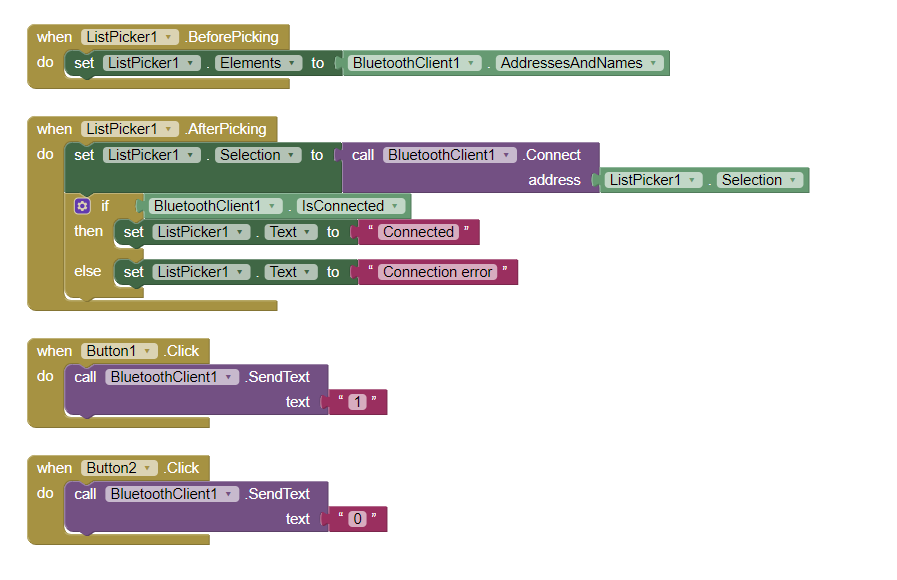 when ListPicker1 .BeforePicking
do set ListPicker1 . Elements to BluetoothClient1 . AddressesAndNames
when ListPicker1 .AfterPicking
do set ListPicker1 . Selection to call BluetoothClient1 .Connect
address ListPicker1 . Selection
if BluetoothClient1 . IsConnected
then set ListPicker1 . Text to “ Connected ”
else set ListPicker1 . Text to “ Connection error ”
when Button1 .Click
do call BluetoothClient1 .SendText
text “ 1 ”
when Button2 .Click
do call BluetoothClient1 .SendText
text “ 0 ”